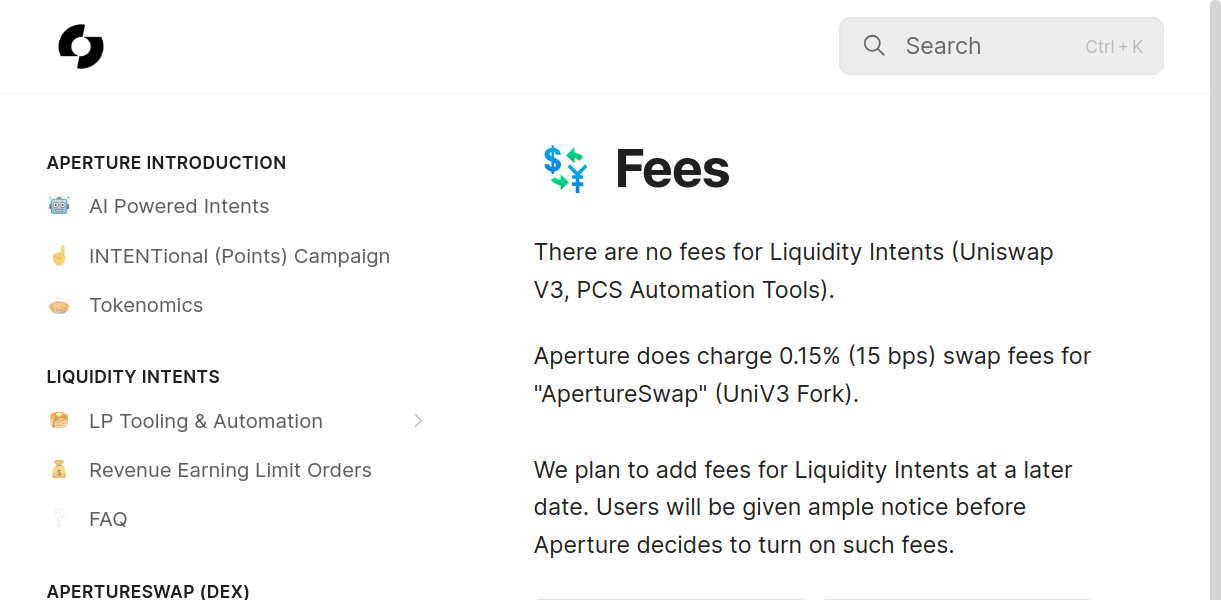 Search
Ctrl + K
APERTURE INTRODUCTION
AI Powered Intents
INTENTional (Points) Campaign
Tokenomics
LIQUIDITY INTENTS
LP Tooling & Automation
Revenue Earning Limit Orders
FAQ
APERTURESWAP (DEX)
Fees
There are no fees for Liquidity Intents (Uniswap
V3, PCS Automation Tools).
Aperture does charge 0.15% (15 bps) swap fees for
"ApertureSwap" (UniV3 Fork).
We plan to add fees for Liquidity Intents at a later
date. Users will be given ample notice before
Aperture decides to turn on such fees.